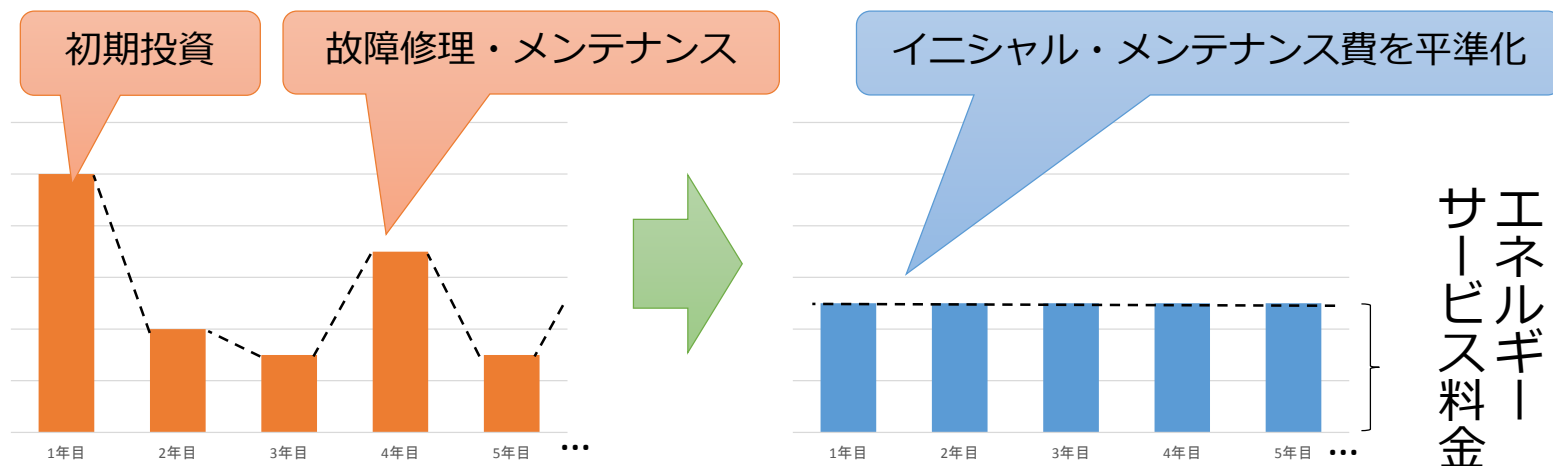 初期投資
故障修理・メンテナンス
イニシャル・メンテナンス費を平準化
1年目
2年目
3年目
4年目
5年目
…
1年目
2年目
3年目
4年目
5年目
…
エネルギー
サービス料金